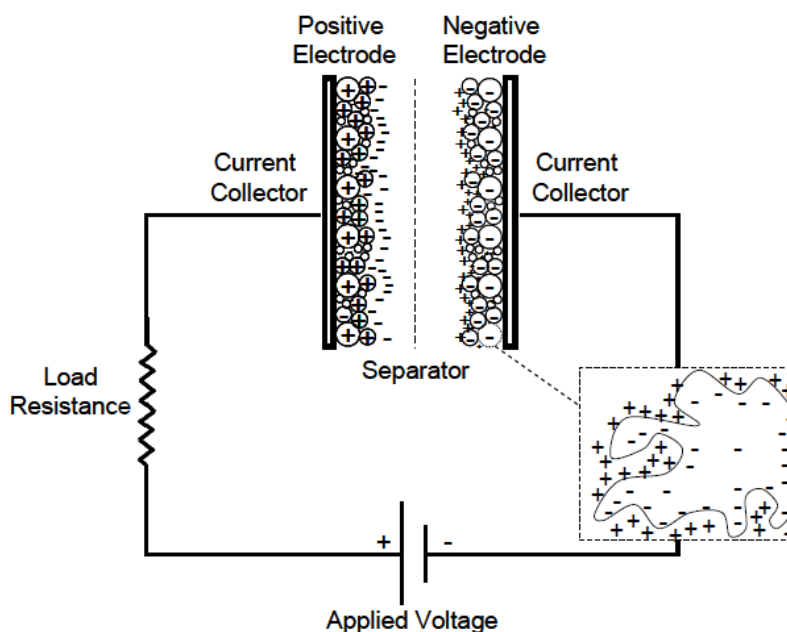 Positive
Electrode
Negative
Electrode
Current
Collector
Current
Collector
Separator
Load
Resistance
+
-
Applied Voltage